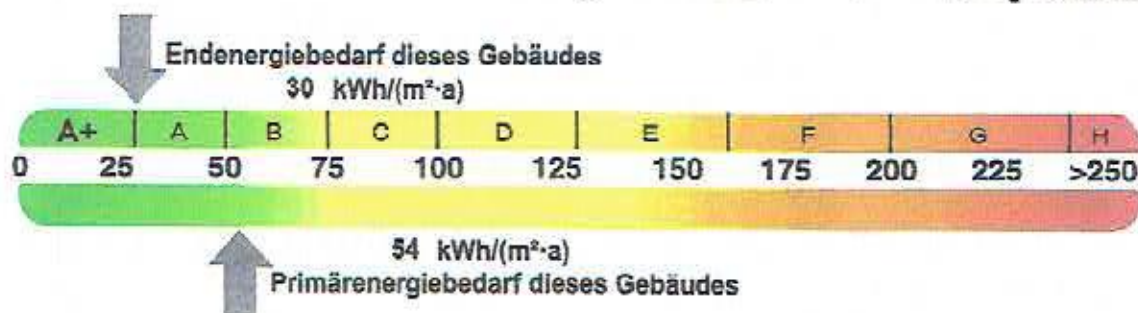 Endenergiebedarf dieses Gebäudes
30 kWh/(m²·a)
A+ A B C D E F G H
0 25 50 75 100 125 150 175 200 225 >250
54 kWh/(m²·a)
Primärenergiebedarf dieses Gebäudes